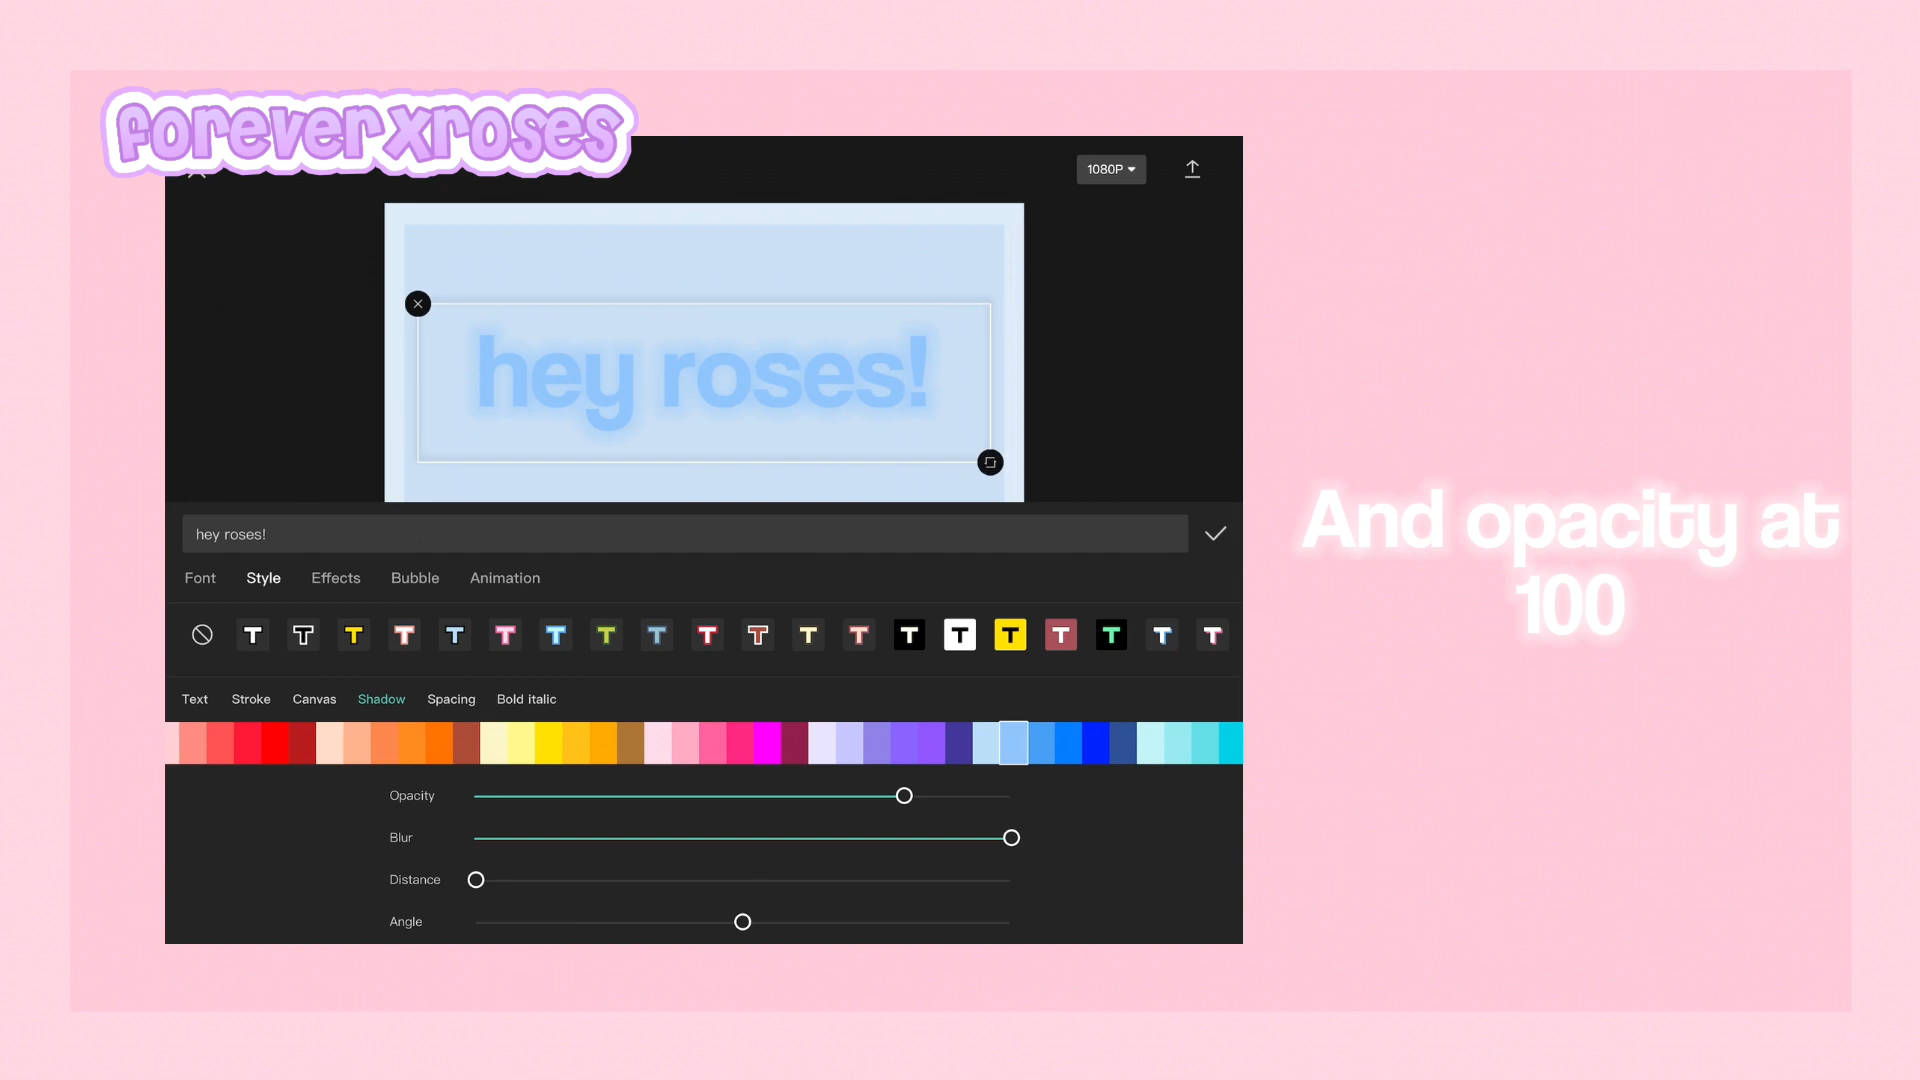 foreverxroses
1080P
hey roses!
hey roses!
Font Style Effects Bubble Animation
T T T T T T T T T T T T T T T T T T T T
Text Stroke Canvas Shadow Spacing Bold italic
Opacity
Blur
Distance
Angle
And opacity at
100